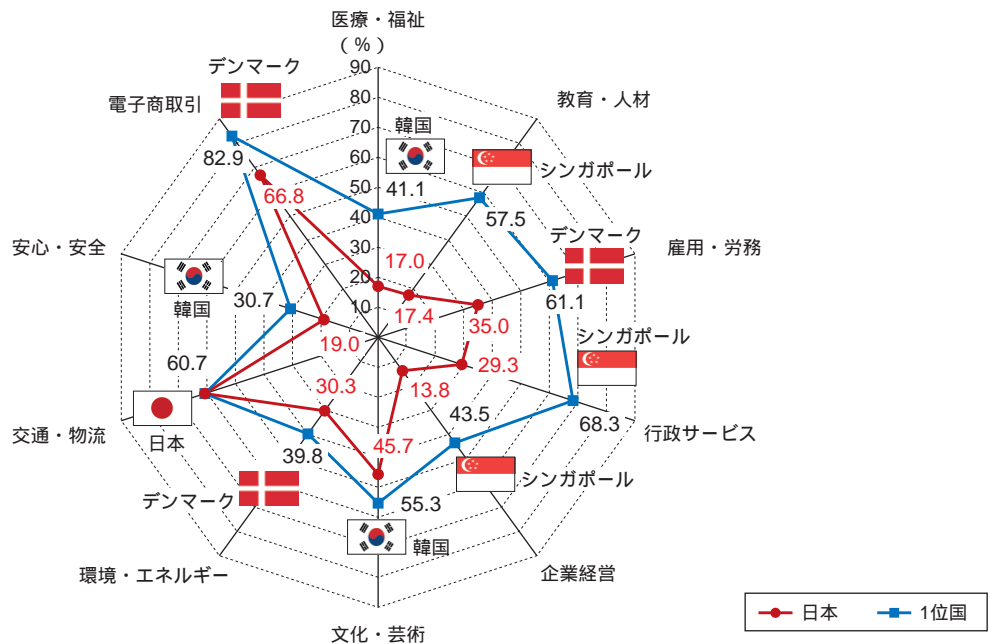 医療・福祉
(%)
90
80
70
60
50
40
30
20
10
教育・人材
雇用・労務
行政サービス
企業経営
文化・芸術
環境・エネルギー
交通・物流
安心・安全
電子商取引
デンマーク
82.9
66.8
韓国
41.1
17.0
シンガポール
57.5
17.4
デンマーク
61.1
35.0
シンガポール
68.3
29.3
シンガポール
43.5
13.8
韓国
55.3
45.7
デンマーク
39.8
30.3
日本
60.7
韓国
30.7
19.0
日本
1位国